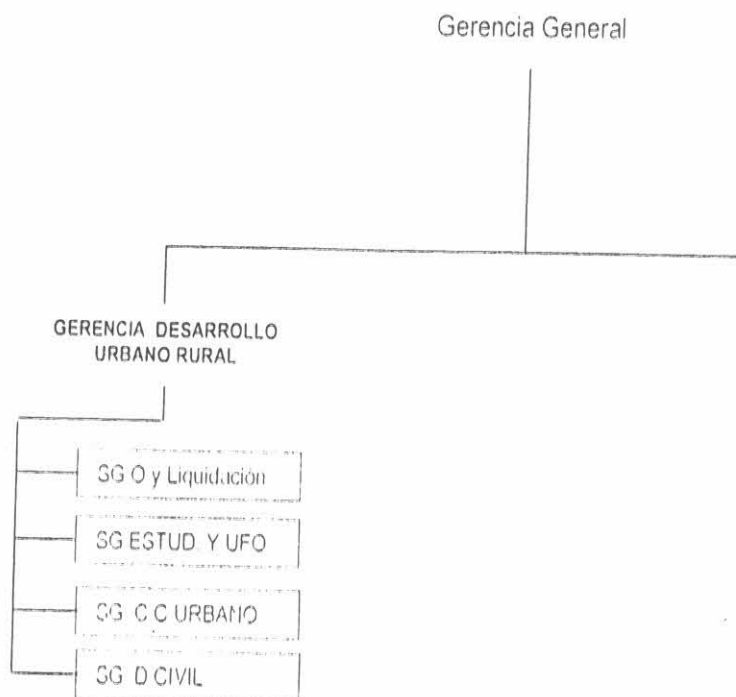 Gerencia General
GERENCIA DESARROLLO
URBANO RURAL
SG O y Liquidación
SG ESTUD. Y UFO
SG C C URBANO
SG D CIVIL